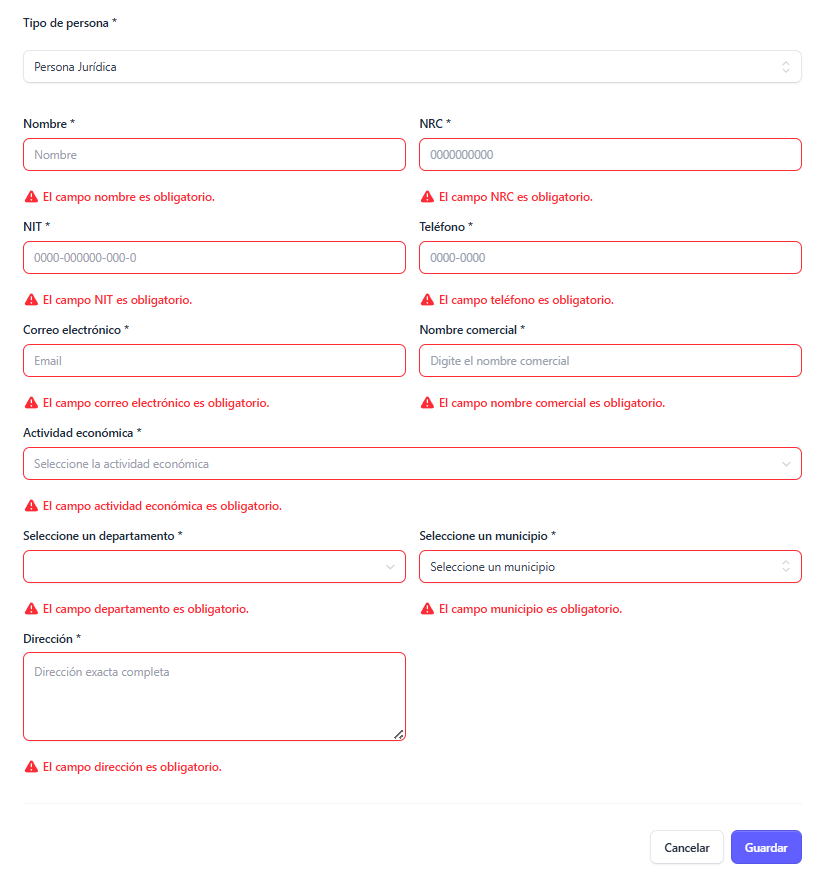 Tipo de persona *
Persona Jurídica
Nombre *
NRC *
Nombre
0000000000
El campo nombre es obligatorio.
El campo NRC es obligatorio.
NIT *
Teléfono *
0000-000000-000-0
0000-0000
El campo NIT es obligatorio.
El campo teléfono es obligatorio.
Correo electrónico *
Nombre comercial *
Email
Digite el nombre comercial
El campo correo electrónico es obligatorio.
El campo nombre comercial es obligatorio.
Actividad económica *
Seleccione la actividad económica
El campo actividad económica es obligatorio.
Seleccione un departamento *
Seleccione un municipio *
Seleccione un municipio
El campo departamento es obligatorio.
El campo municipio es obligatorio.
Dirección *
Dirección exacta completa
El campo dirección es obligatorio.
Cancelar
Guardar